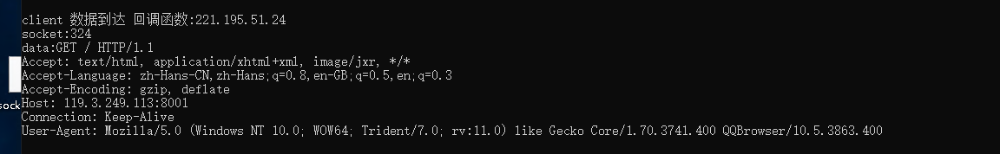 client 数据到达 回调函数:221.195.51.24
socket:324
data:GET / HTTP/1.1
Accept: text/html, application/xhtml+xml, image/jxr, */*
Accept-Language: zh-Hans-CN,zh-Hans;q=0.8,en-GB;q=0.5,en;q=0.3
Accept-Encoding: gzip, deflate
Host: 119.3.249.113:8001
sock
Connection: Keep-Alive
User-Agent: Mozilla/5.0 (Windows NT 10.0; WOW64; Trident/7.0; rv:11.0) like Gecko Core/1.70.3741.400 QQBrowser/10.5.3863.400